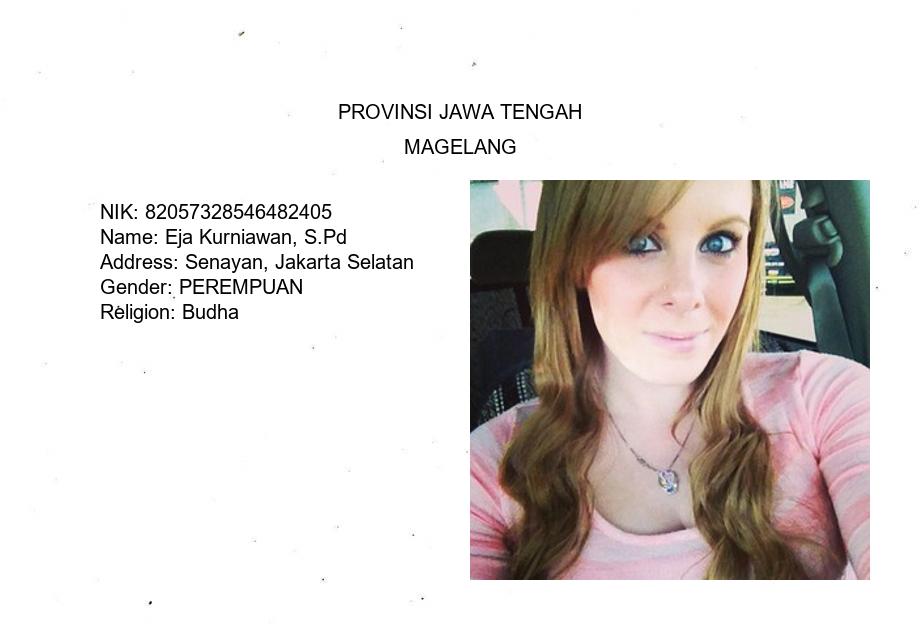 PROVINSI JAWA TENGAH
MAGELANG
NIK: 82057328546482405
Name: Eja Kurniawan, S.Pd
Address: Senayan, Jakarta Selatan
Gender: PEREMPUAN
Religion: Budha